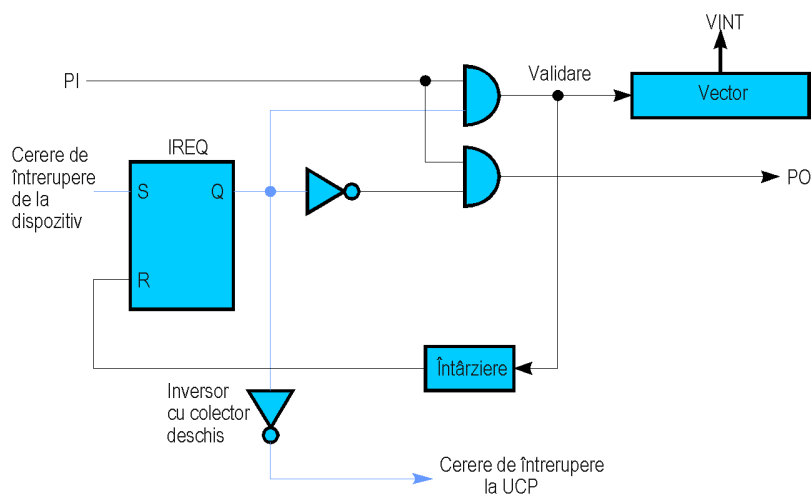 VINT
PI
Validare
Vector
Cerere de
întrerupere
de la
dispozitiv
IREQ
S
Q
R
PO
Întârziere
Inversor
cu colector
deschis
Cerere de întrerupere
la UCP